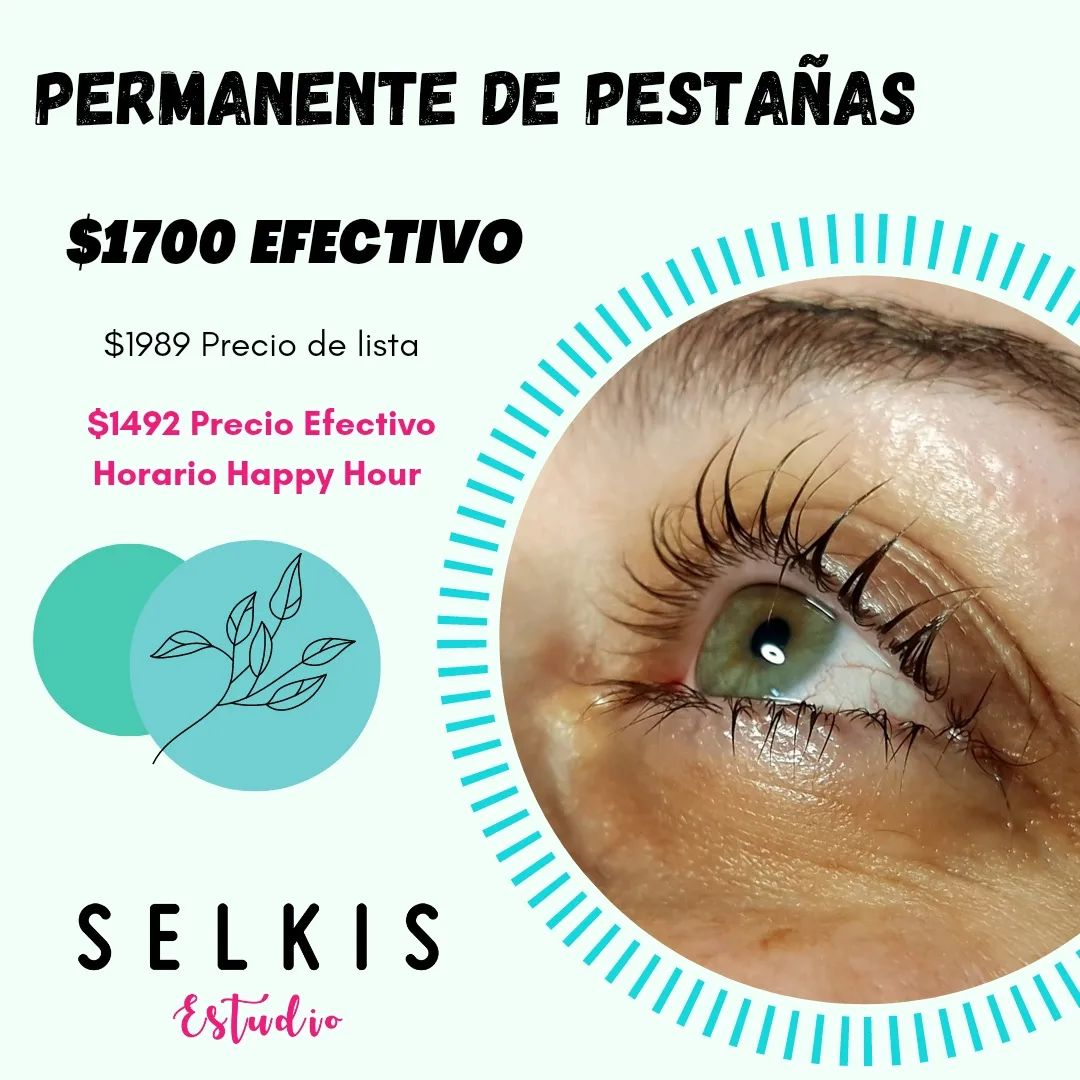 PERMANENTE DE PESTAÑAS
$1700 EFECTIVO
$1989 Precio de lista
$1492 Precio Efectivo
Horario Happy Hour
SELKIS
Estudio